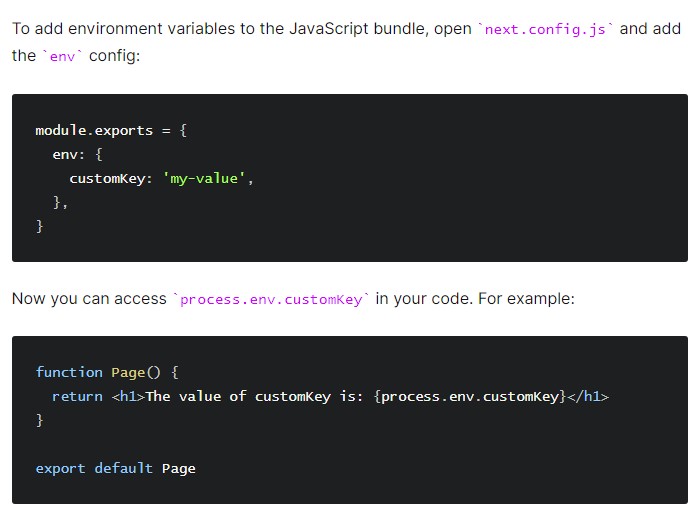 To add environment variables to the JavaScript bundle, open `next.config.js` and add
the `env` config:
module.exports = {
  env: {
    customKey: 'my-value',
  },
}
Now you can access `process.env.customKey` in your code. For example:
function Page() {
  return <h1>The value of customKey is: {process.env.customKey}</h1>
}
export default Page